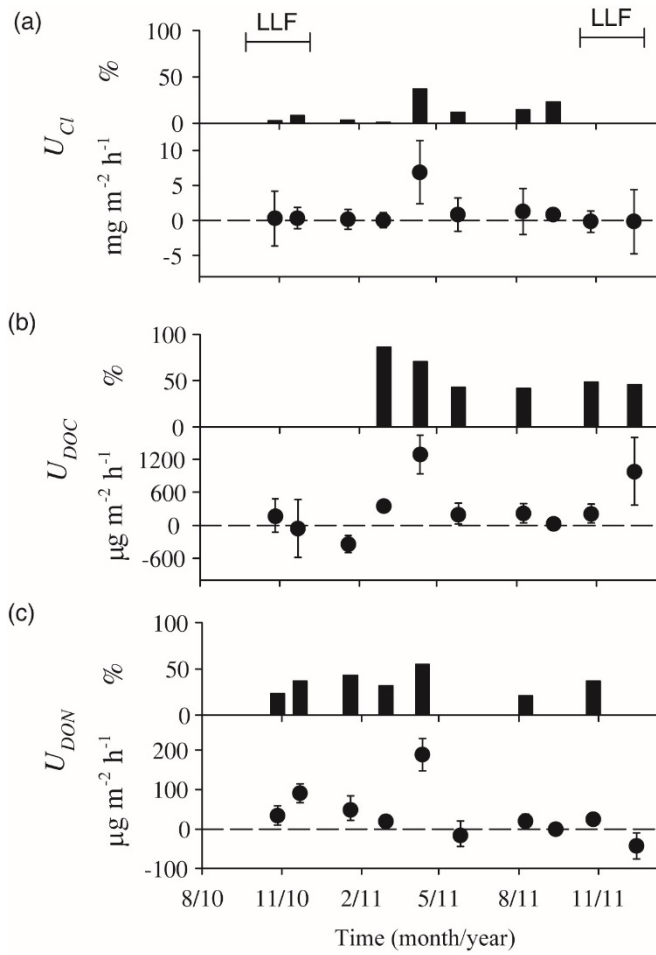 (a)
LLF
LLF
100
50
0
%
U_Cl
10
5
0
-5
mg m⁻² h⁻¹
(b)
100
50
0
%
U_DOC
1200
600
0
-600
µg m⁻² h⁻¹
(c)
100
50
0
%
U_DON
200
100
0
-100
µg m⁻² h⁻¹
8/10 11/10 2/11 5/11 8/11 11/11
Time (month/year)